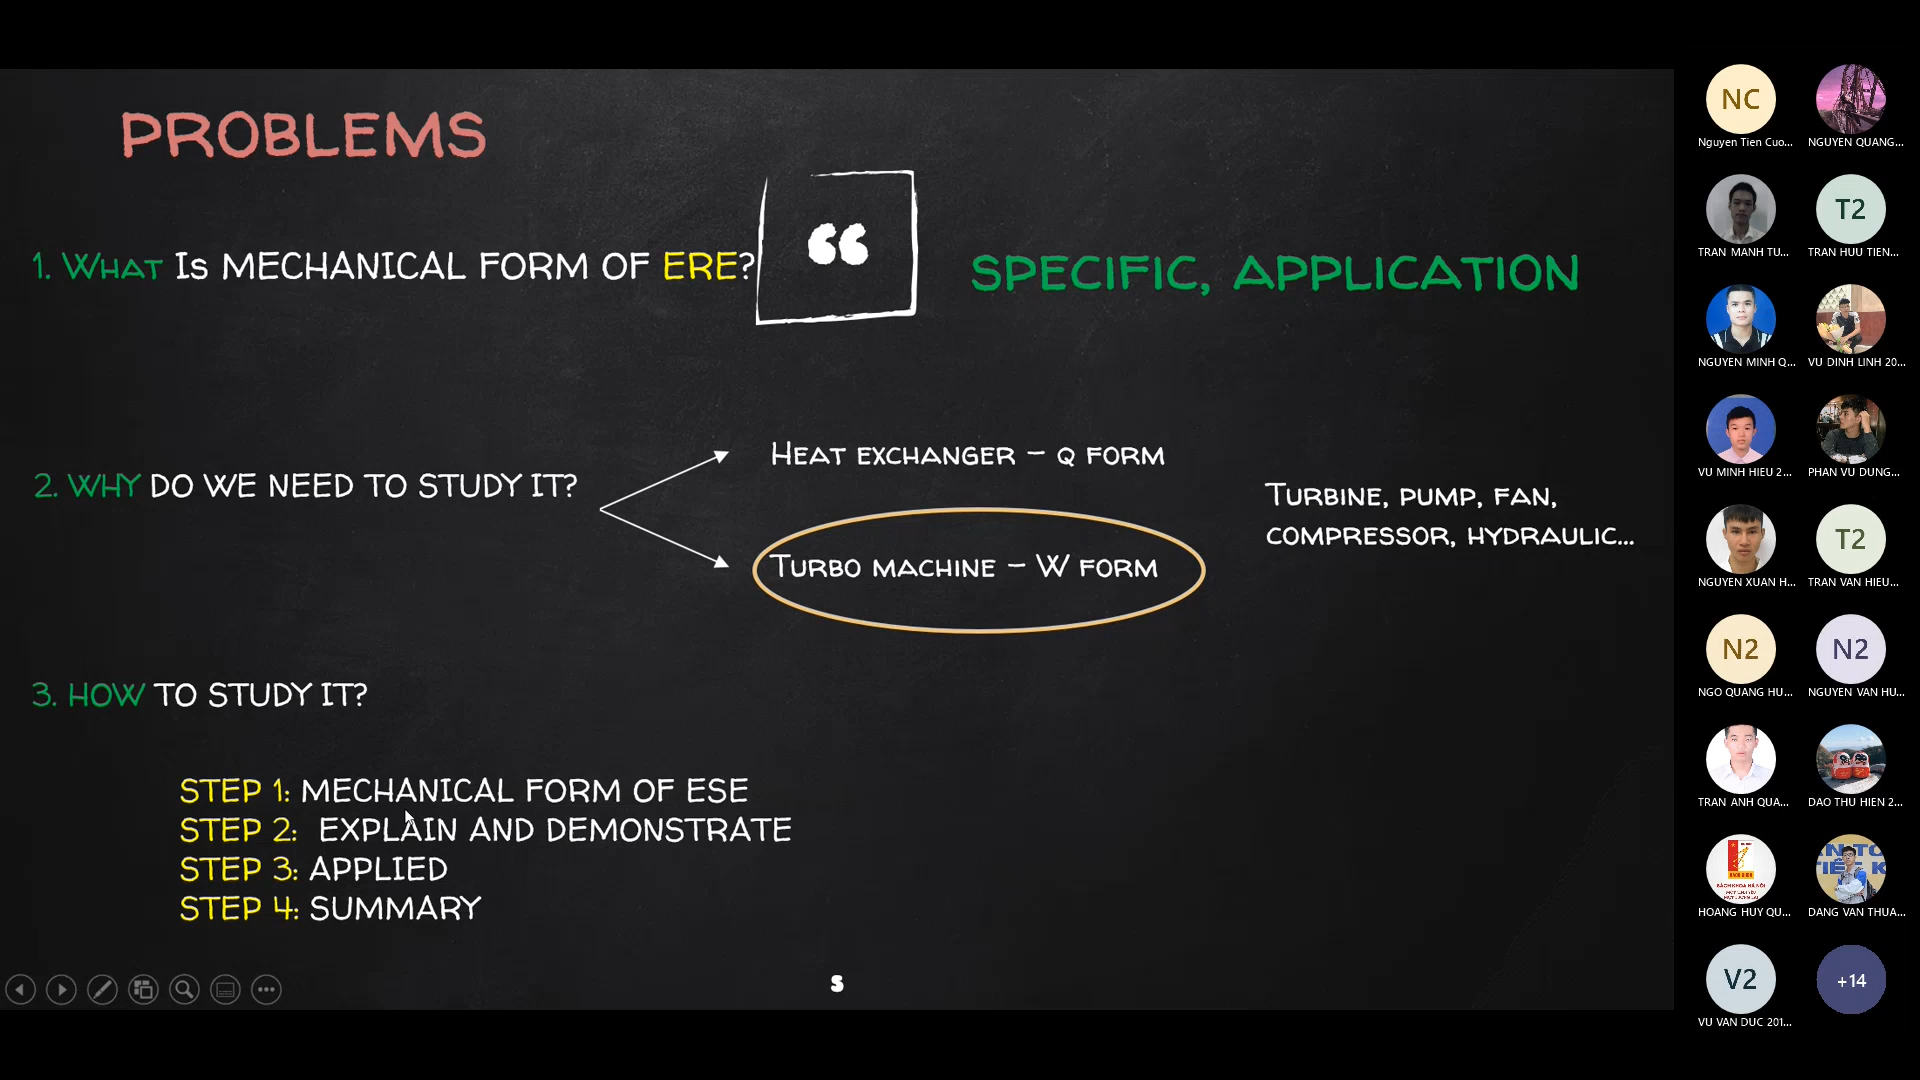 PROBLEMS
1. WHAT IS MECHANICAL FORM OF ERE?
“
SPECIFIC, APPLICATION
2. WHY DO WE NEED TO STUDY IT?
HEAT EXCHANGER – Q FORM
TURBO MACHINE – W FORM
TURBINE, PUMP, FAN,
COMPRESSOR, HYDRAULIC...
3. HOW TO STUDY IT?
STEP 1: MECHANICAL FORM OF ESE
STEP 2: EXPLAIN AND DEMONSTRATE
STEP 3: APPLIED
STEP 4: SUMMARY
5
NC
Nguyen Tien Cuo...
NGUYEN QUANG...
TRAN MANH TU...
T2
TRAN HUU TIEN...
NGUYEN MINH Q...
VU DINH LINH 20...
VU MINH HIEU 2...
PHAN VU DUNG...
NGUYEN XUAN H...
T2
TRAN VAN HIEU...
N2
NGO QUANG HU...
N2
NGUYEN VAN HU...
TRAN ANH QUA...
DAO THU HIEN 2...
HOANG HUY QU...
DANG VAN THUA...
V2
VU VAN DUC 201...
+14